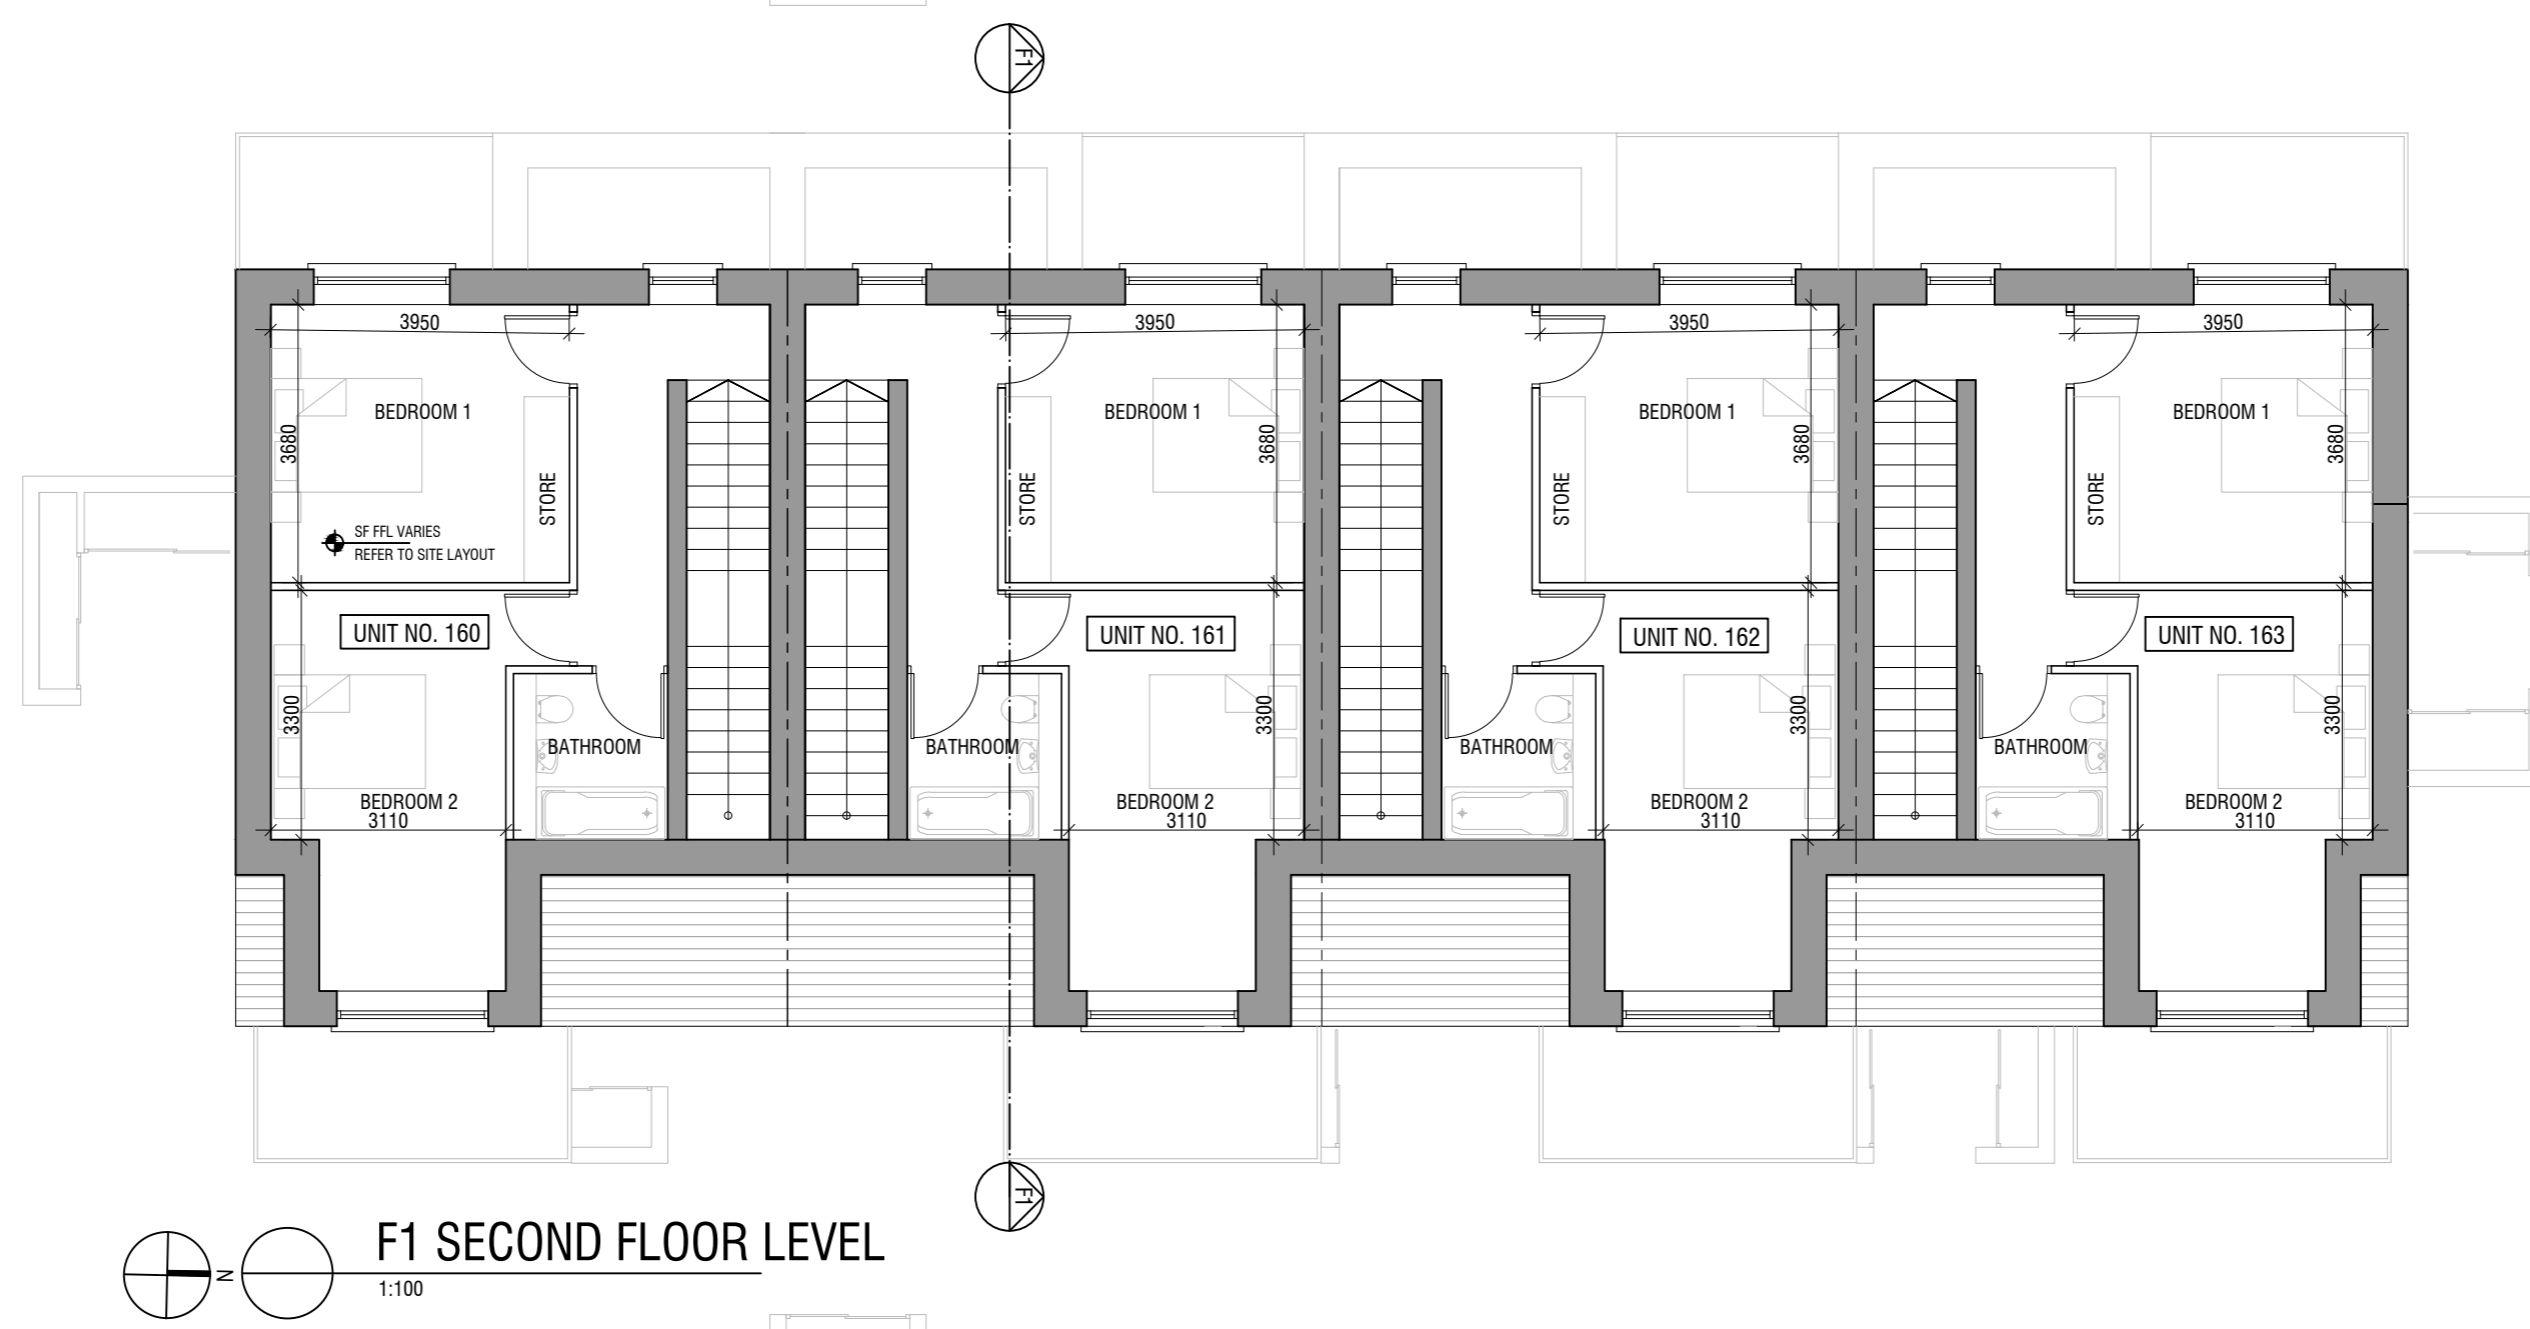 F1
3950
3950
3950
3950
BEDROOM 1
BEDROOM 1
BEDROOM 1
BEDROOM 1
3680
3680
3680
3680
STORE
STORE
STORE
STORE
SF FFL VARIES
REFER TO SITE LAYOUT
UNIT NO. 160
UNIT NO. 161
UNIT NO. 162
UNIT NO. 163
3300
3300
3300
3300
BATHROOM
BATHROOM
BATHROOM
BATHROOM
BEDROOM 2
BEDROOM 2
BEDROOM 2
BEDROOM 2
3110
3110
3110
3110
F1
F1 SECOND FLOOR LEVEL
N
1:100